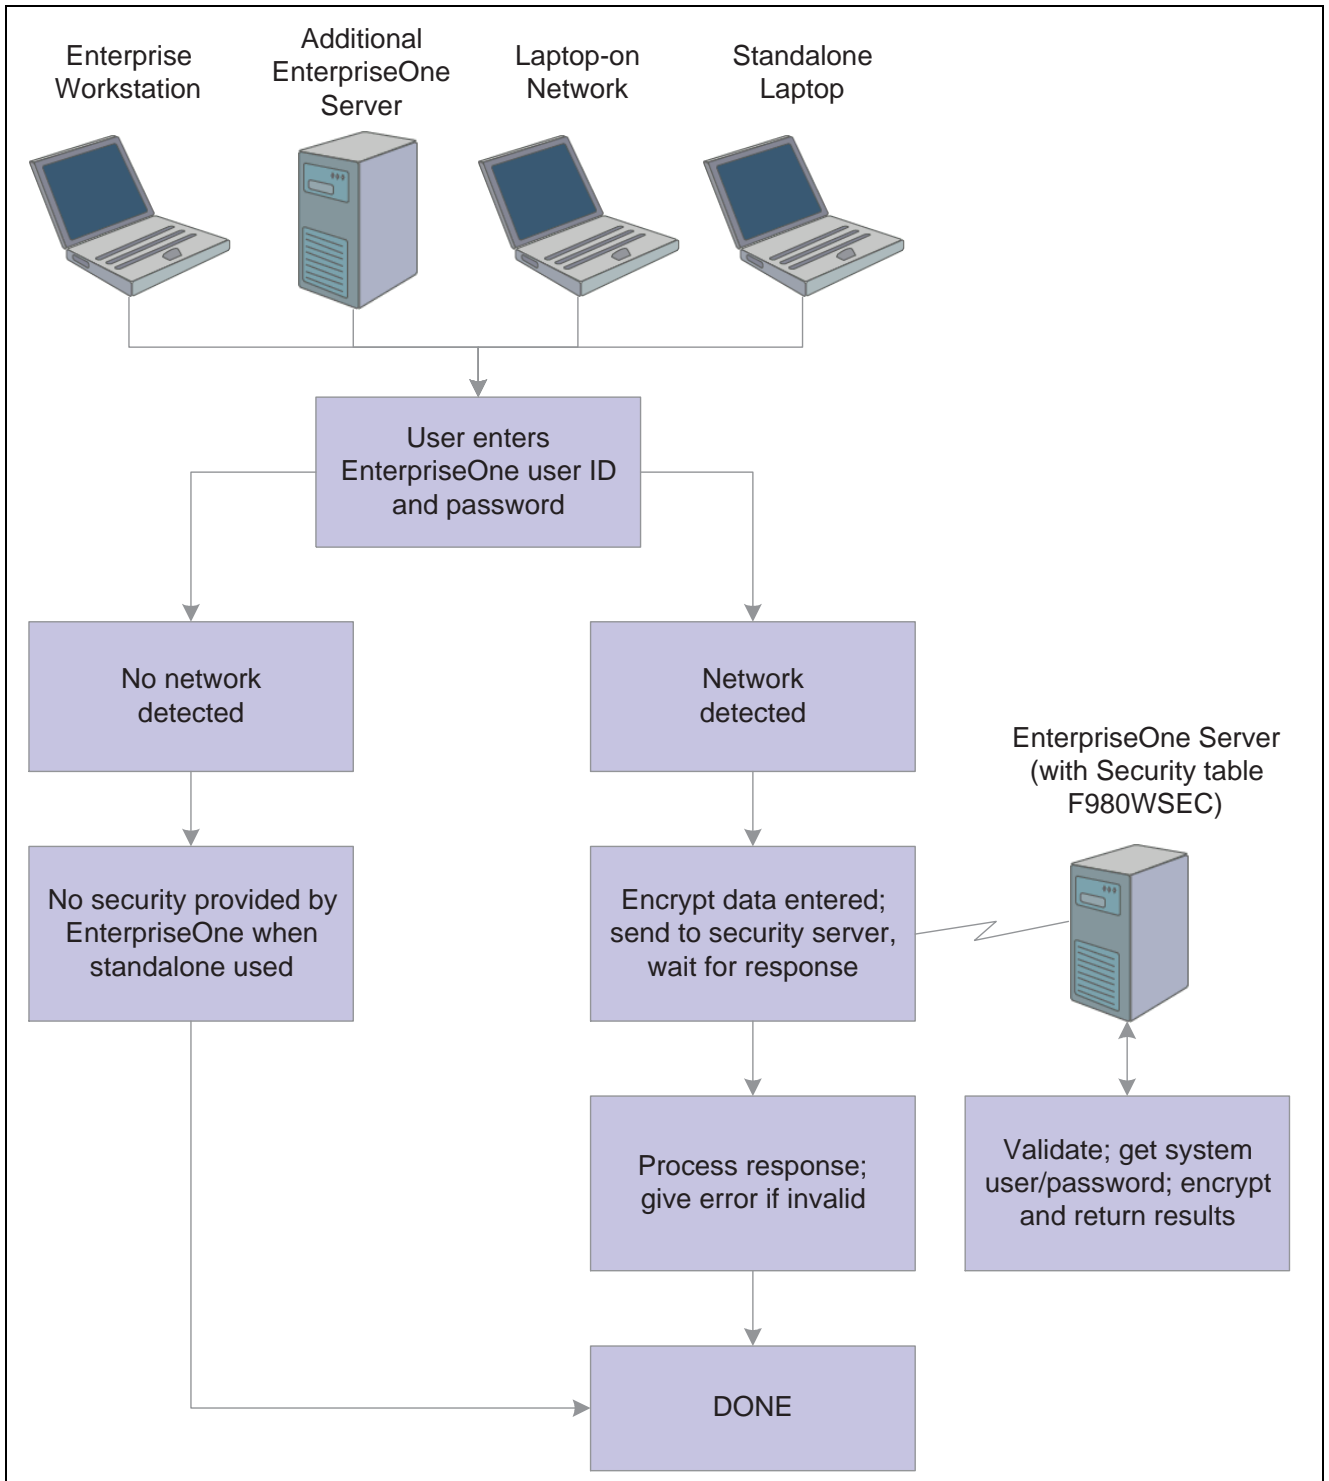 Enterprise
Workstation
Additional
EnterpriseOne
Server
Laptop-on
Network
Standalone
Laptop
User enters
EnterpriseOne user ID
and password
No network
detected
Network
detected
EnterpriseOne Server
(with Security table
F980WSEC)
No security provided by
EnterpriseOne when
standalone used
Encrypt data entered;
send to security server,
wait for response
Process response;
give error if invalid
Validate; get system
user/password; encrypt
and return results
DONE